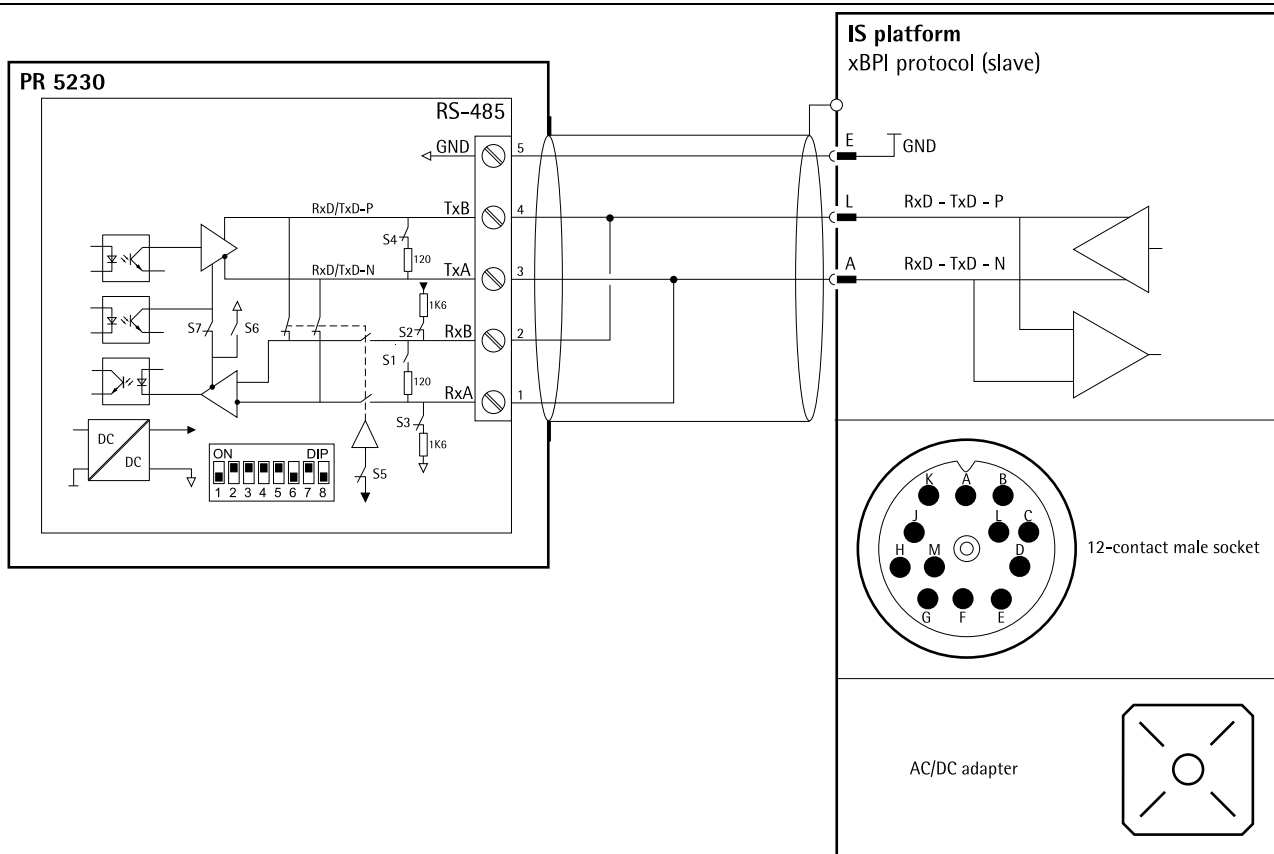 PR 5230
RS-485
GND
5
RxD/TxD-P
TxB
4
S4
120
RxD/TxD-N
TxA
3
1K6
S7
S6
S2
RxB
2
S1
120
RxA
1
S3
1K6
DC
DC
ON DIP
1 2 3 4 5 6 7 8
S5
IS platform
xBPI protocol (slave)
E
GND
L
RxD - TxD - P
A
RxD - TxD - N
K A B
J L C
H M D
G F E
12-contact male socket
AC/DC adapter